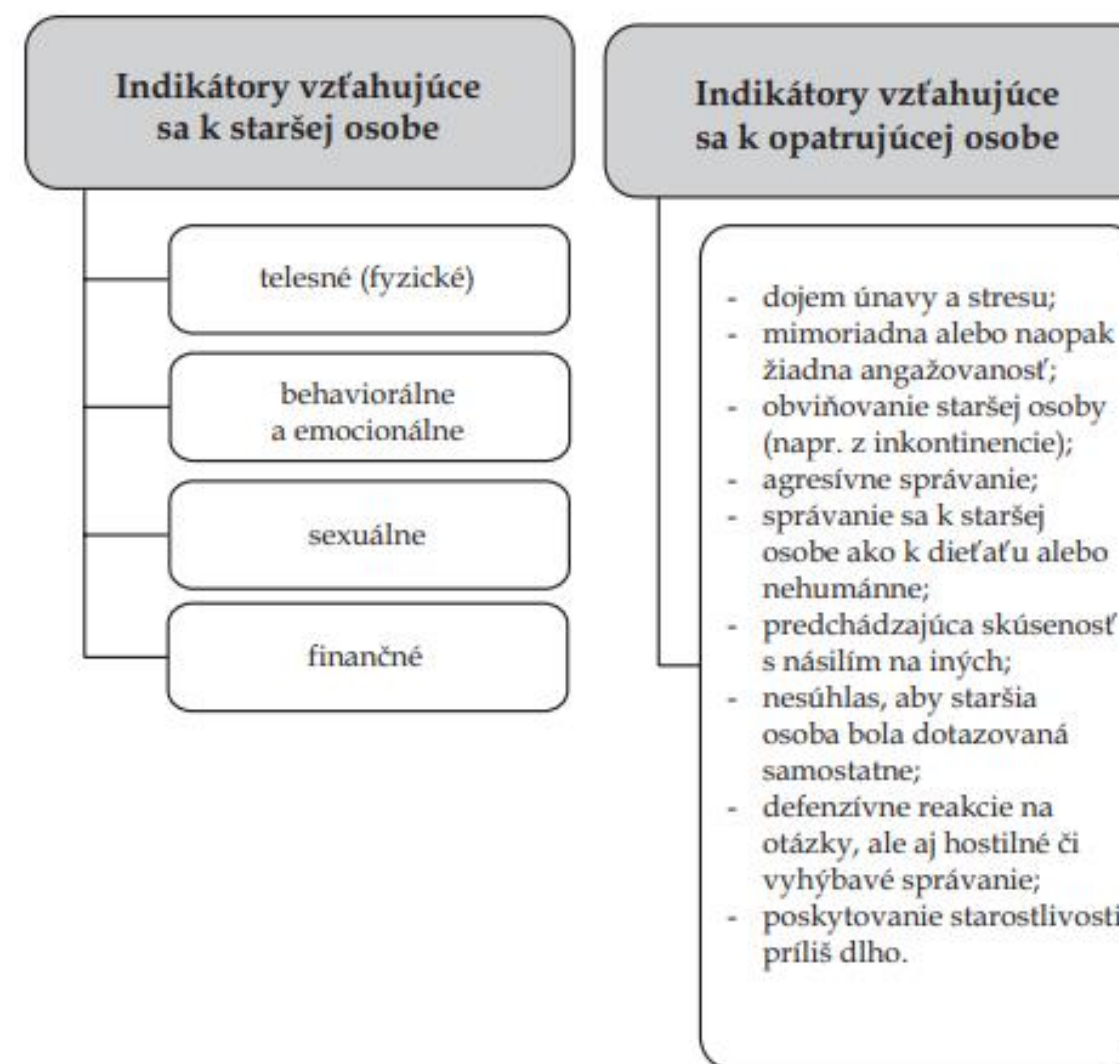 Indikátory vzťahujúce
sa k staršej osobe
telesné (fyzické)
behaviorálne
a emocionálne
sexuálne
finančné
Indikátory vzťahujúce
sa k opatrujúcej osobe
- dojem únavy a stresu;
- mimoriadna alebo naopak
žiadna angažovanosť;
- obviňovanie staršej osoby
(napr. z inkontinencie);
- agresívne správanie;
- správanie sa k staršej
osobe ako k dieťaťu alebo
nehumánne;
- predchádzajúca skúsenosť
s násilím na iných;
- nesúhlas, aby staršia
osoba bola dotazovaná
samostatne;
- defenzívne reakcie na
otázky, ale aj hostilné či
vyhýbavé správanie;
- poskytovanie starostlivosti
príliš dlho.